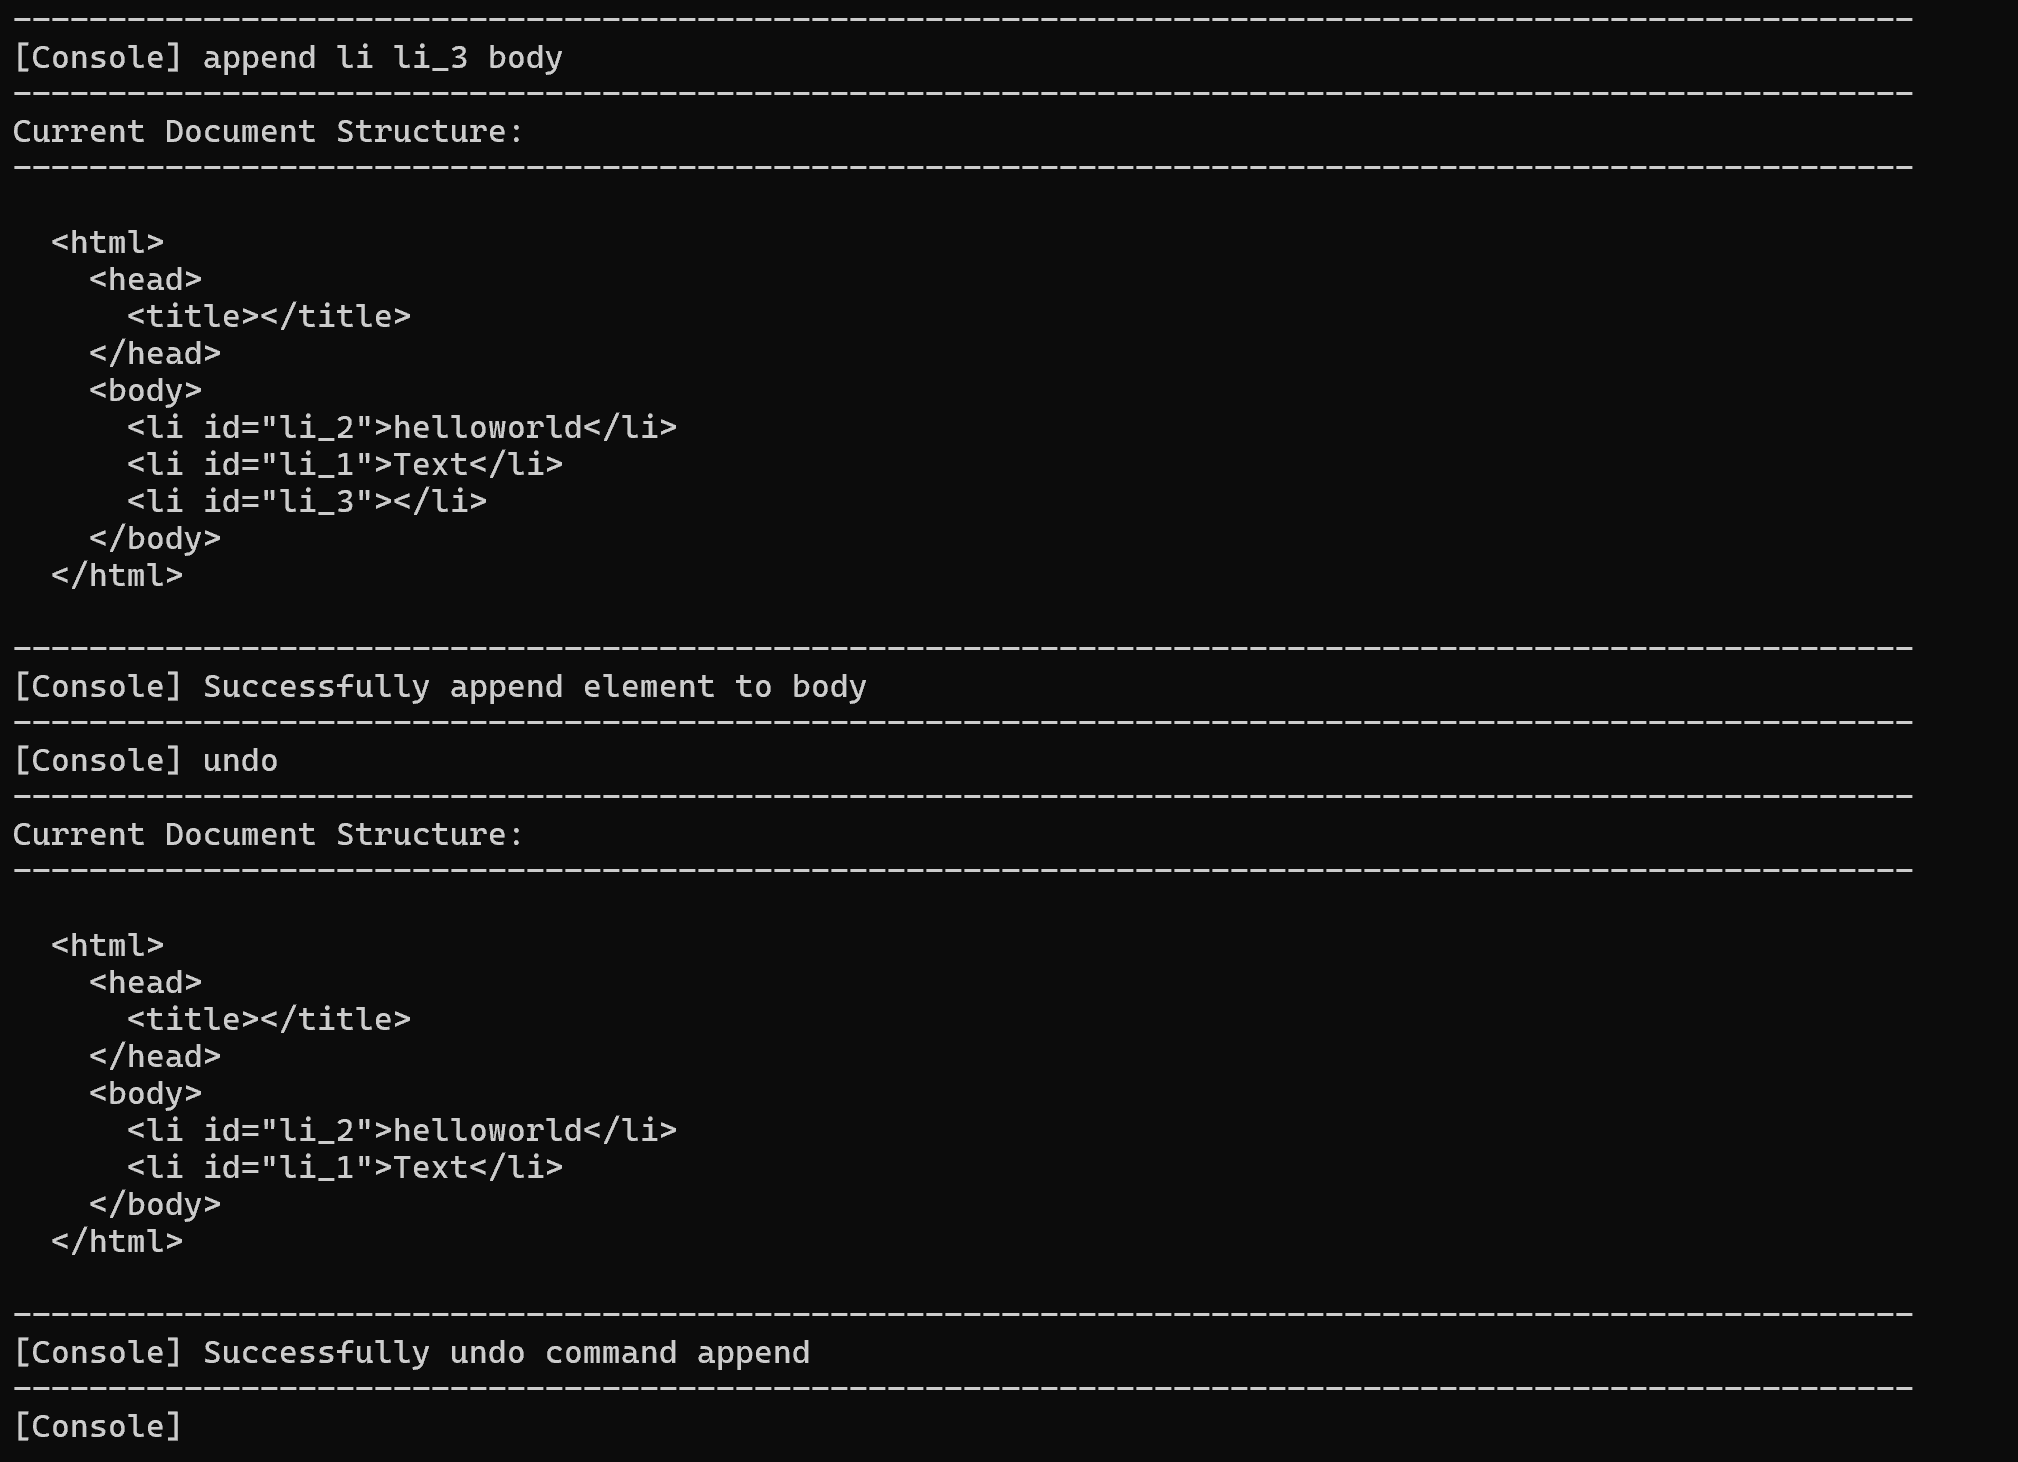 ----------------------------------------------------------------------------------------------------
[Console] append li li_3 body
----------------------------------------------------------------------------------------------------
Current Document Structure:
----------------------------------------------------------------------------------------------------

  <html>
    <head>
      <title></title>
    </head>
    <body>
      <li id="li_2">helloworld</li>
      <li id="li_1">Text</li>
      <li id="li_3"></li>
    </body>
  </html>

----------------------------------------------------------------------------------------------------
[Console] Successfully append element to body
----------------------------------------------------------------------------------------------------
[Console] undo
----------------------------------------------------------------------------------------------------
Current Document Structure:
----------------------------------------------------------------------------------------------------

  <html>
    <head>
      <title></title>
    </head>
    <body>
      <li id="li_2">helloworld</li>
      <li id="li_1">Text</li>
    </body>
  </html>

----------------------------------------------------------------------------------------------------
[Console] Successfully undo command append
----------------------------------------------------------------------------------------------------
[Console]